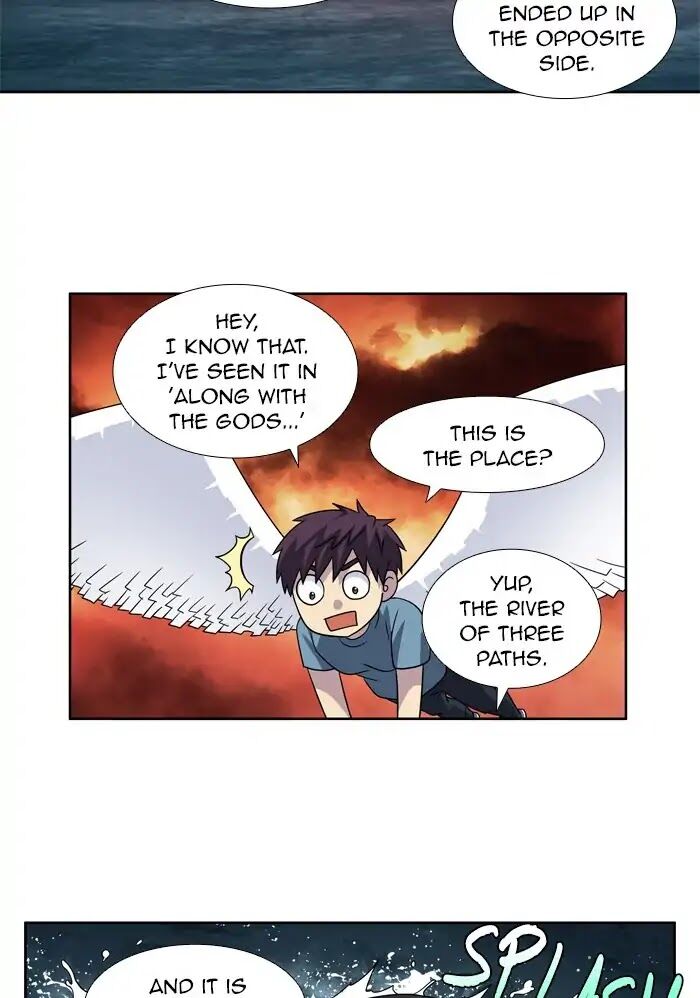 ENDED UP IN
THE OPPOSITE
SIDE.
HEY,
I KNOW THAT.
I'VE SEEN IT IN
'ALONG WITH
THE GODS...'
THIS IS
THE PLACE?
YUP,
THE RIVER
OF THREE
PATHS.
SPLASH
AND IT IS